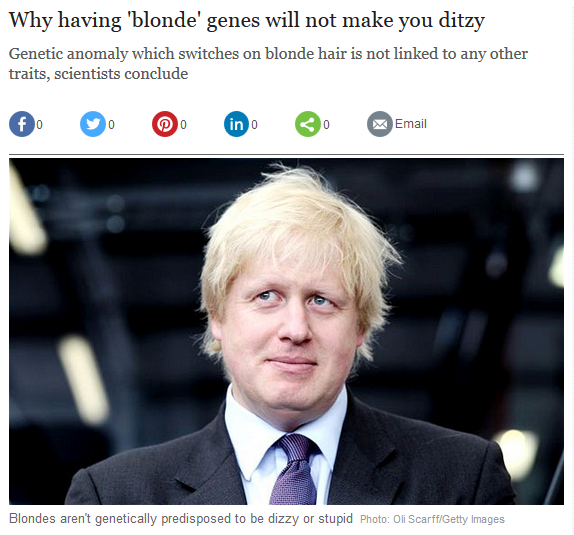 Why having 'blonde' genes will not make you ditzy
Genetic anomaly which switches on blonde hair is not linked to any other
traits, scientists conclude
f 0 0 0 in 0 0 Email
Blondes aren't genetically predisposed to be dizzy or stupid Photo: Oli Scarff/Getty Images